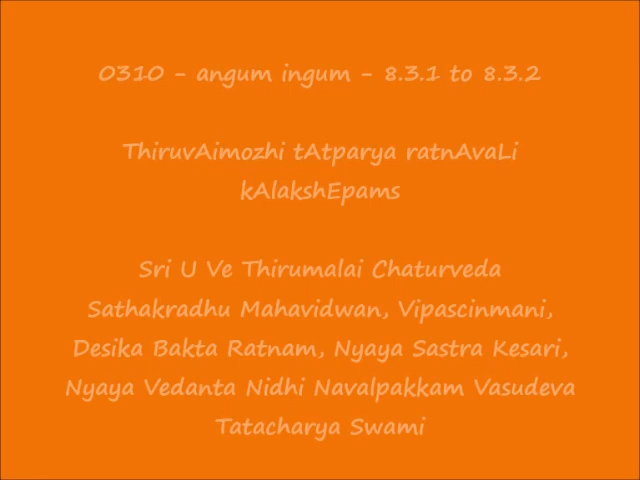 0310 - angum ingum - 8.3.1 to 8.3.2
ThiruvAimozhi tAtparya ratnAvaLi
kAlakshEpams
Sri U Ve Thirumalai Chaturveda
Sathakradhu Mahavidwan, Vipascinmani,
Desika Bakta Ratnam, Nyaya Sastra Kesari,
Nyaya Vedanta Nidhi Navalpakkam Vasudeva
Tatacharya Swami